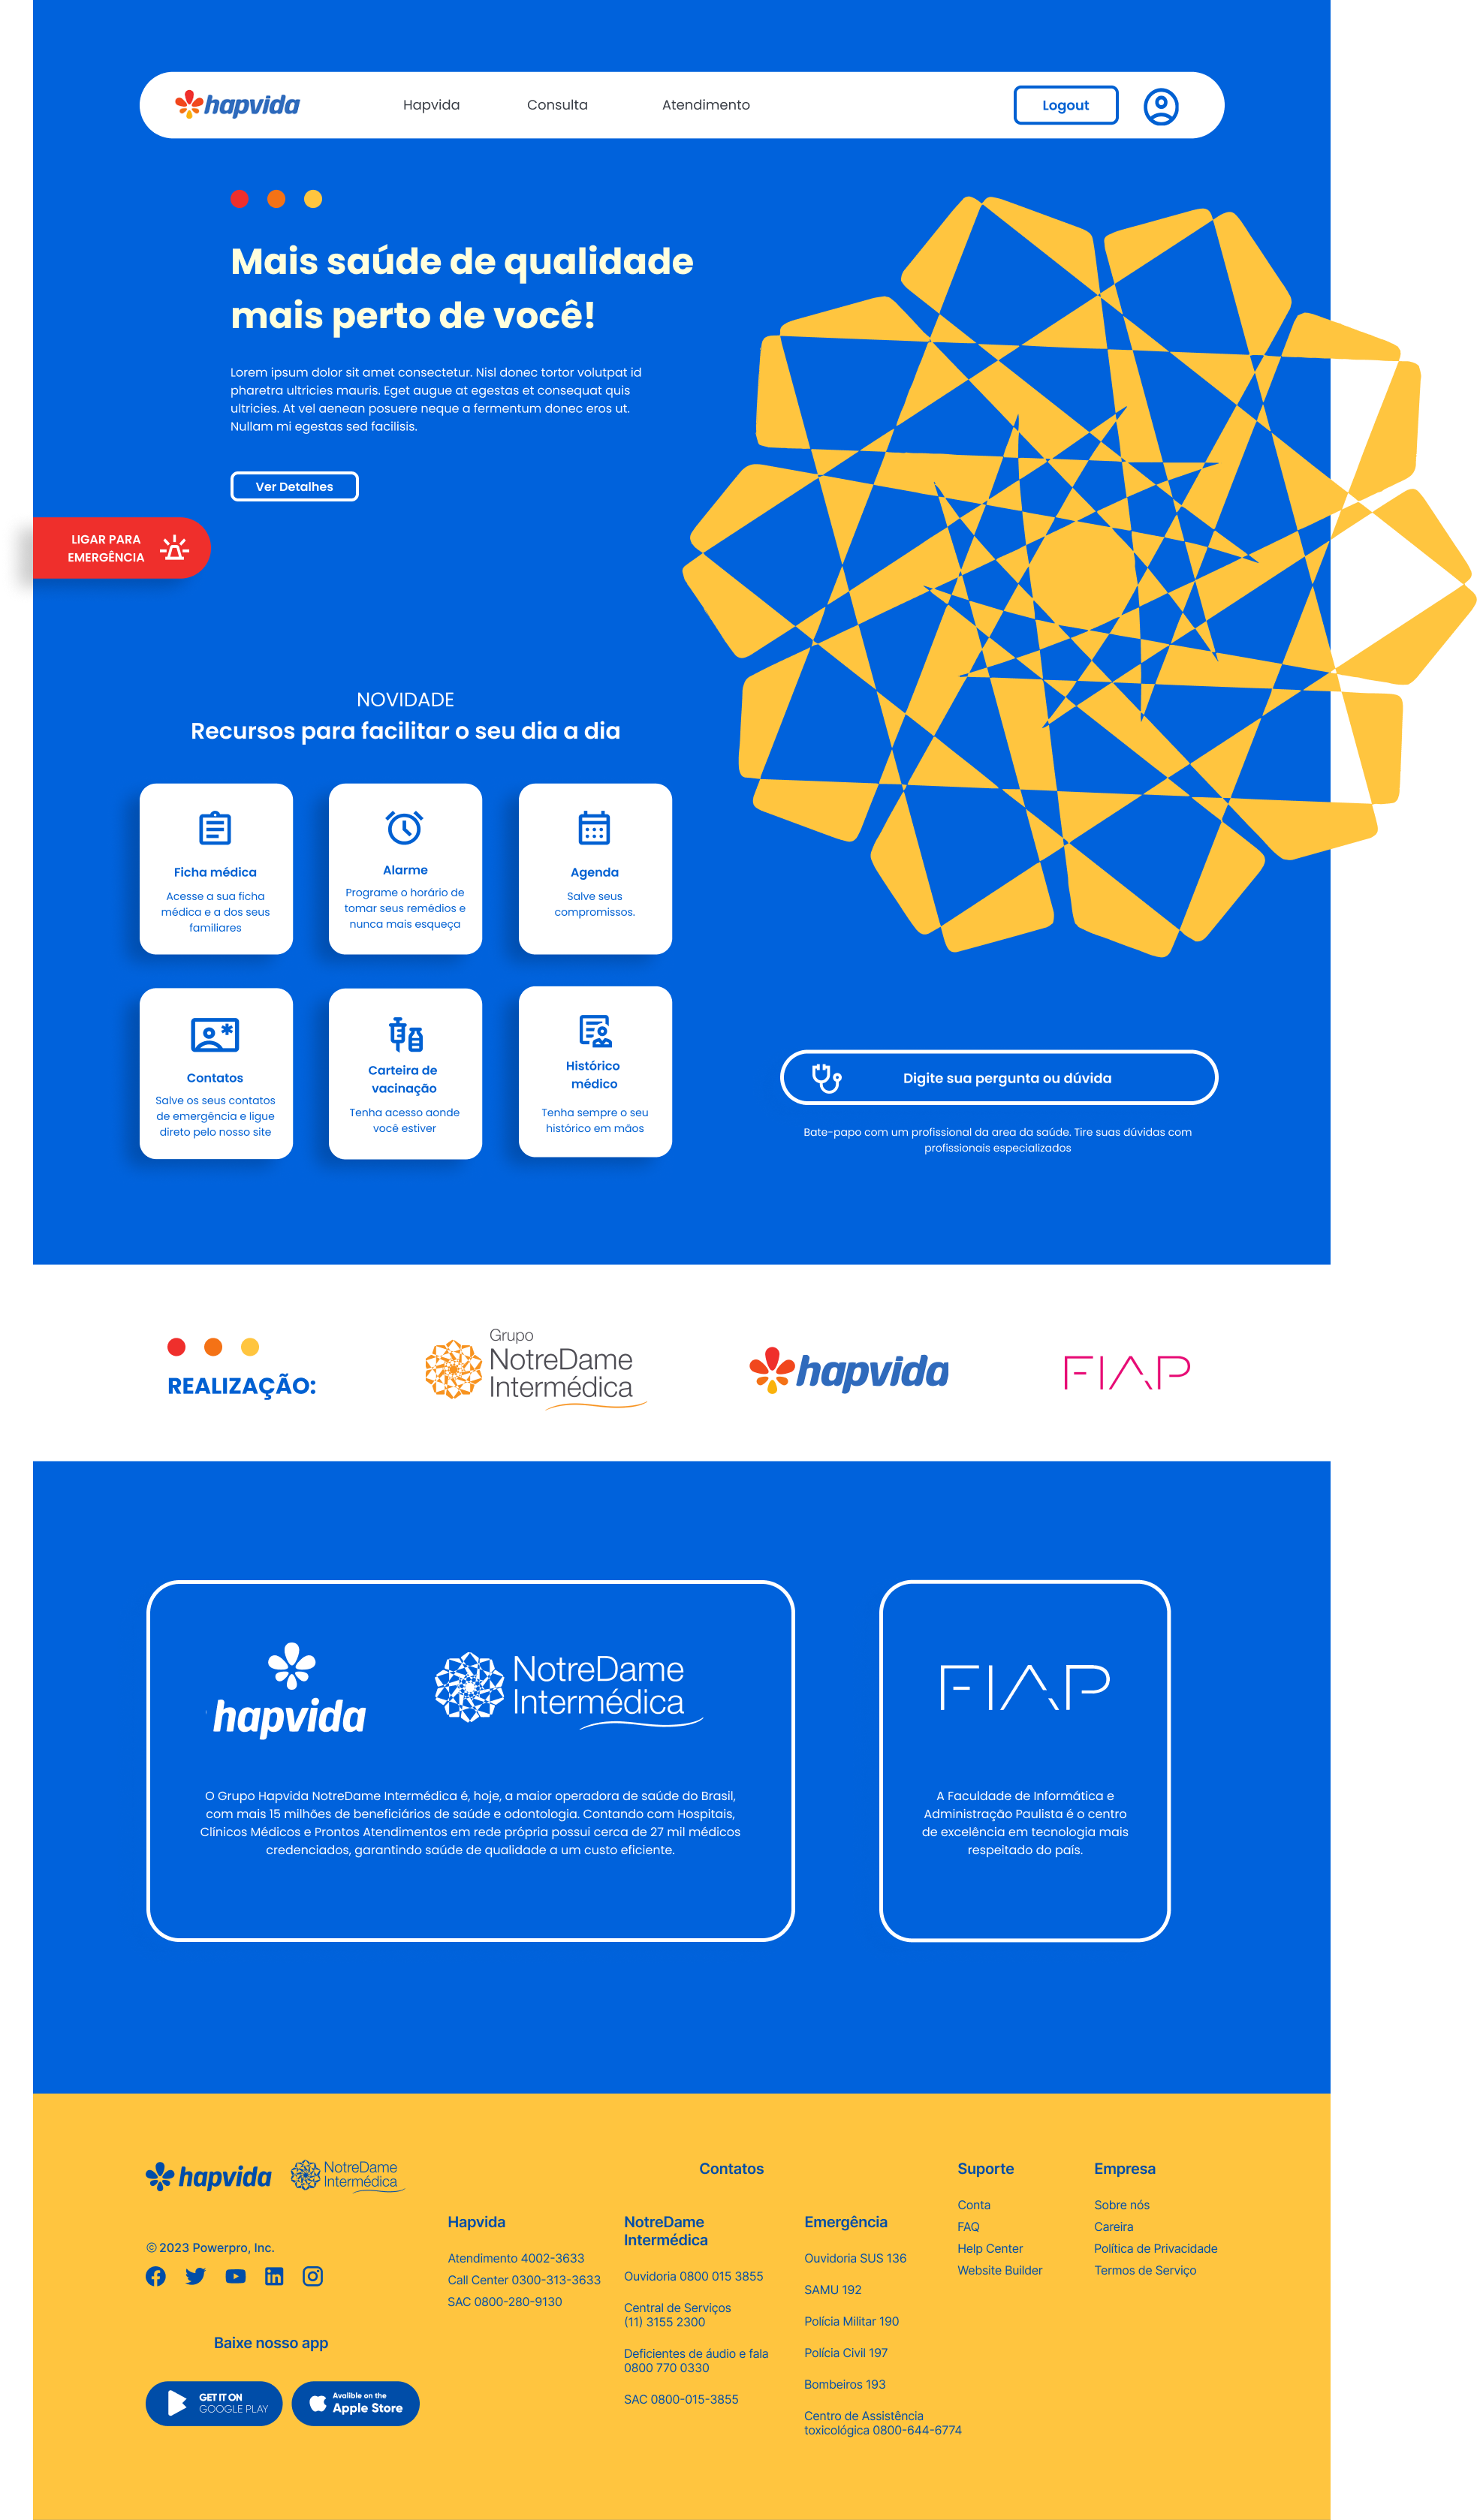 hapvida
Hapvida
Consulta
Atendimento
Logout
Mais saúde de qualidade
mais perto de você!
Lorem ipsum dolor sit amet consectetur. Nisl donec tortor volutpat id
pharetra ultricies mauris. Eget augue at egestas et consequat quis
ultricies. At vel aenean posuere neque a fermentum donec eros ut.
Nullam mi egestas sed facilisis.
Ver Detalhes
LIGAR PARA
EMERGÊNCIA
NOVIDADE
Recursos para facilitar o seu dia a dia
Ficha médica
Acesse a sua ficha
médica e a dos seus
familiares
Alarme
Programe o horário de
tomar seus remédios e
nunca mais esqueça
Agenda
Salve seus
compromissos.
Contatos
Salve os seus contatos
de emergência e ligue
direto pelo nosso site
Carteira de
vacinação
Tenha acesso aonde
você estiver
Histórico
médico
Tenha sempre o seu
histórico em mãos
Digite sua pergunta ou dúvida
Bate-papo com um profissional da area da saúde. Tire suas dúvidas com
profissionais especializados
REALIZAÇÃO:
Grupo
NotreDame
Intermédica
hapvida
FIAP
hapvida
NotreDame
Intermédica
O Grupo Hapvida NotreDame Intermédica é, hoje, a maior operadora de saúde do Brasil,
com mais 15 milhões de beneficiários de saúde e odontologia. Contando com Hospitais,
Clínicos Médicos e Prontos Atendimentos em rede própria possui cerca de 27 mil médicos
credenciados, garantindo saúde de qualidade a um custo eficiente.
FIAP
A Faculdade de Informática e
Administração Paulista é o centro
de excelência em tecnologia mais
respeitado do país.
hapvida
NotreDame
Intermédica
© 2023 Powerpro, Inc.
Baixe nosso app
GET IT ON
GOOGLE PLAY
Avalible on the
Apple Store
Contatos
Hapvida
Atendimento 4002-3633
Call Center 0300-313-3633
SAC 0800-280-9130
NotreDame
Intermédica
Ouvidoria 0800 015 3855
Central de Serviços
(11) 3155 2300
Deficientes de áudio e fala
0800 770 0330
SAC 0800-015-3855
Emergência
Ouvidoria SUS 136
SAMU 192
Polícia Militar 190
Polícia Civil 197
Bombeiros 193
Centro de Assistência
toxicológica 0800-644-6774
Suporte
Conta
FAQ
Help Center
Website Builder
Empresa
Sobre nós
Careira
Política de Privacidade
Termos de Serviço